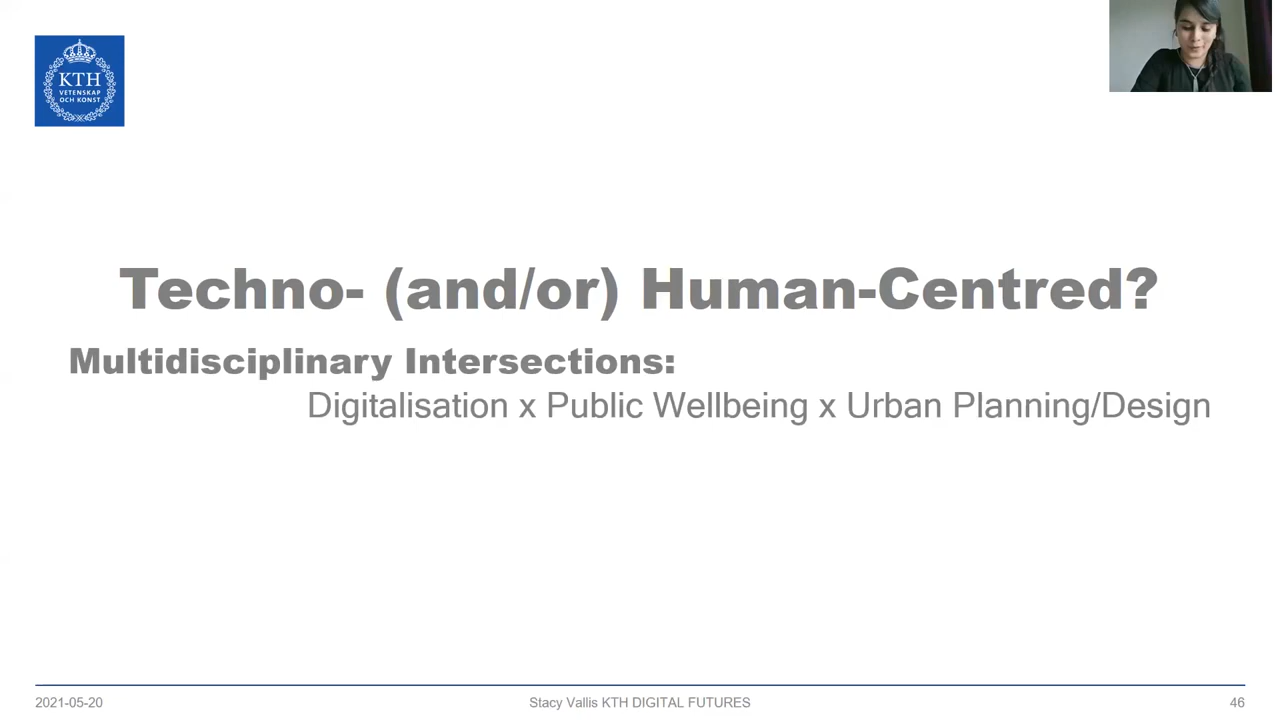 KTH
VETENSKAP
OCH KONST
Techno- (and/or) Human-Centred?
Multidisciplinary Intersections:
Digitalisation x Public Wellbeing x Urban Planning/Design
2021-05-20
Stacy Vallis KTH DIGITAL FUTURES
46